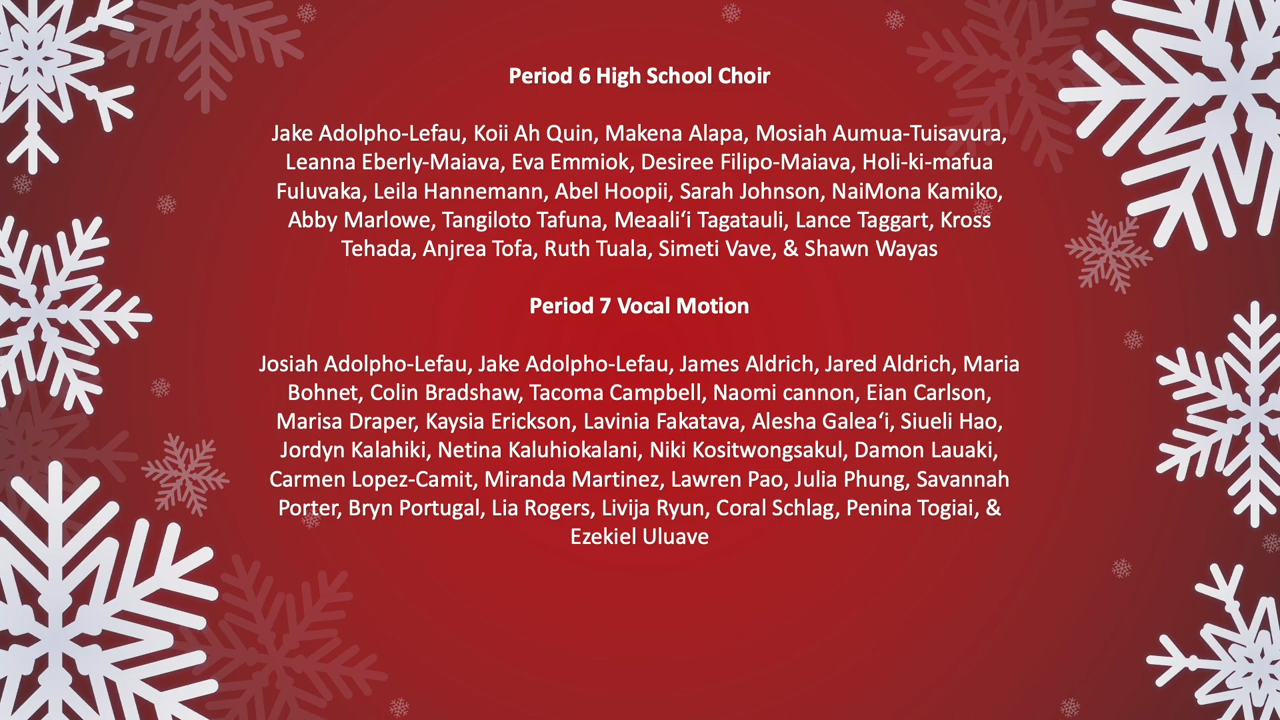 Period 6 High School Choir
Jake Adolpho-Lefau, Koii Ah Quin, Makena Alapa, Mosiah Aumua-Tuisavura,
Leanna Eberly-Maiava, Eva Emmiok, Desiree Filipo-Maiava, Holi-ki-mafua
Fuluvaka, Leila Hannemann, Abel Hoopii, Sarah Johnson, NaiMona Kamiko,
Abby Marlowe, Tangiloto Tafuna, Meaali‘i Tagatauli, Lance Taggart, Kross
Tehada, Anjrea Tofa, Ruth Tuala, Simeti Vave, & Shawn Wayas
Period 7 Vocal Motion
Josiah Adolpho-Lefau, Jake Adolpho-Lefau, James Aldrich, Jared Aldrich, Maria
Bohnet, Colin Bradshaw, Tacoma Campbell, Naomi cannon, Eian Carlson,
Marisa Draper, Kaysia Erickson, Lavinia Fakatava, Alesha Galea‘i, Siueli Hao,
Jordyn Kalahiki, Netina Kaluhiokalani, Niki Kositwongsakul, Damon Lauaki,
Carmen Lopez-Camit, Miranda Martinez, Lawren Pao, Julia Phung, Savannah
Porter, Bryn Portugal, Lia Rogers, Livija Ryun, Coral Schlag, Penina Togiai, &
Ezekiel Uluave